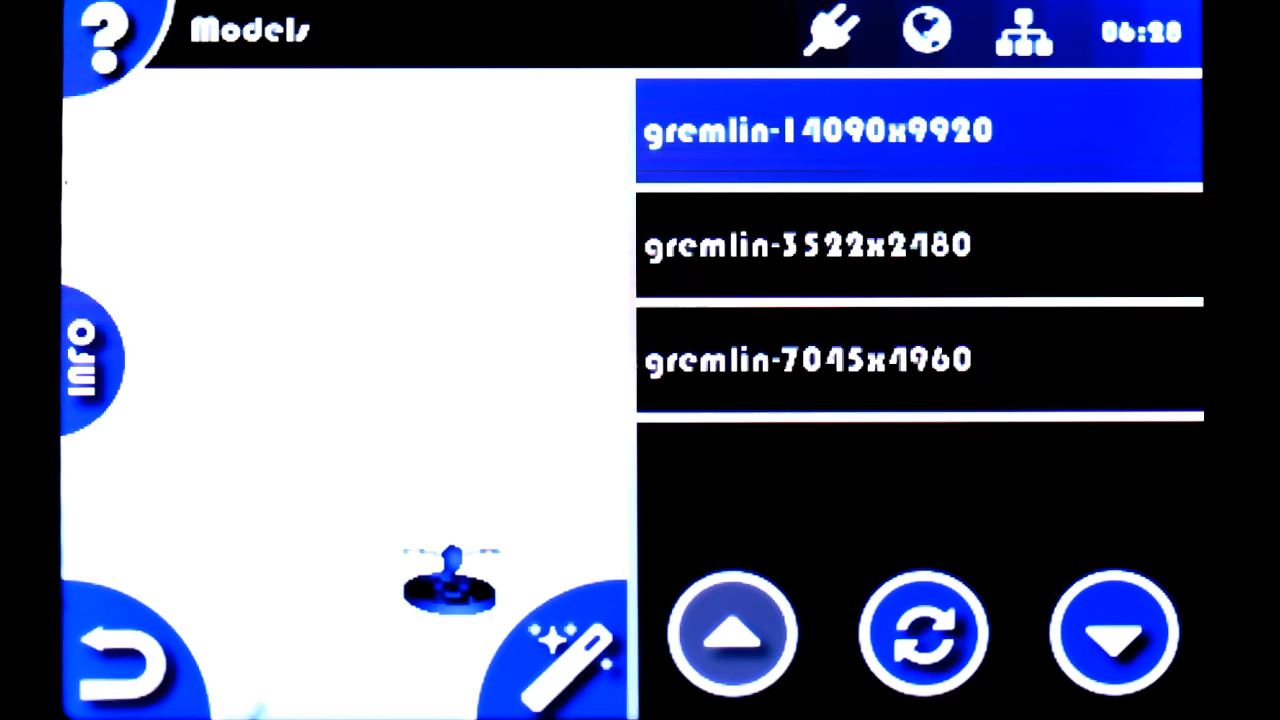 ?
Models
06:28
gremlin-14090x9920
gremlin-3522x2480
gremlin-7045x4960
INFO